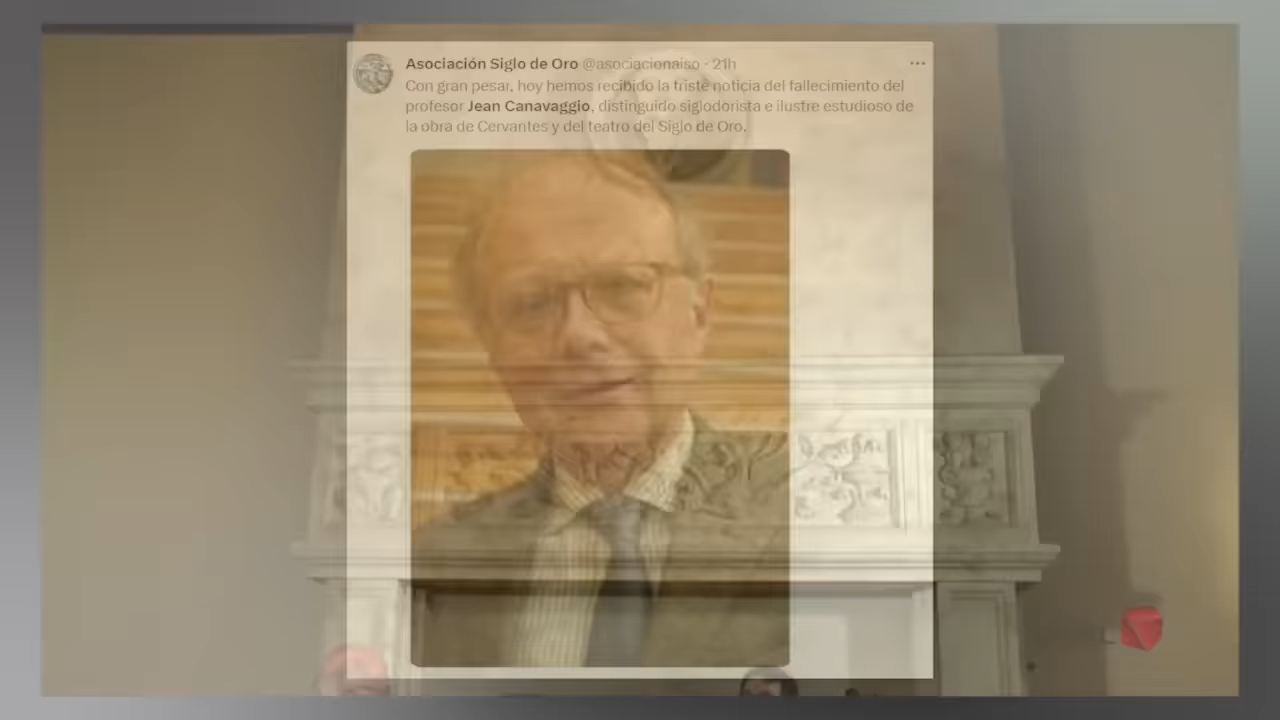 Asociación Siglo de Oro @asociacionaiso · 21h
Con gran pesar, hoy hemos recibido la triste noticia del fallecimiento del
profesor Jean Canavaggio, distinguido siglodorista e ilustre estudioso de
la obra de Cervantes y del teatro del Siglo de Oro.